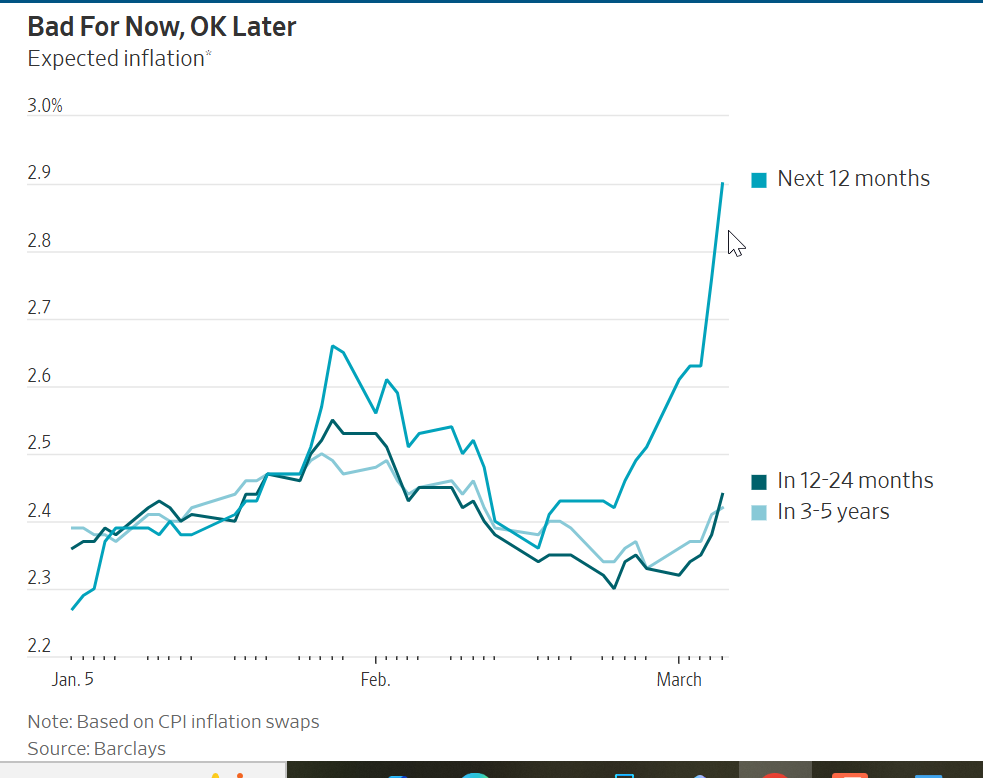 Bad For Now, OK Later
Expected inflation*
3.0%
2.9
Next 12 months
2.8
2.7
2.6
2.5
In 12-24 months
2.4
In 3-5 years
2.3
2.2
Jan. 5 Feb. March
Note: Based on CPI inflation swaps
Source: Barclays